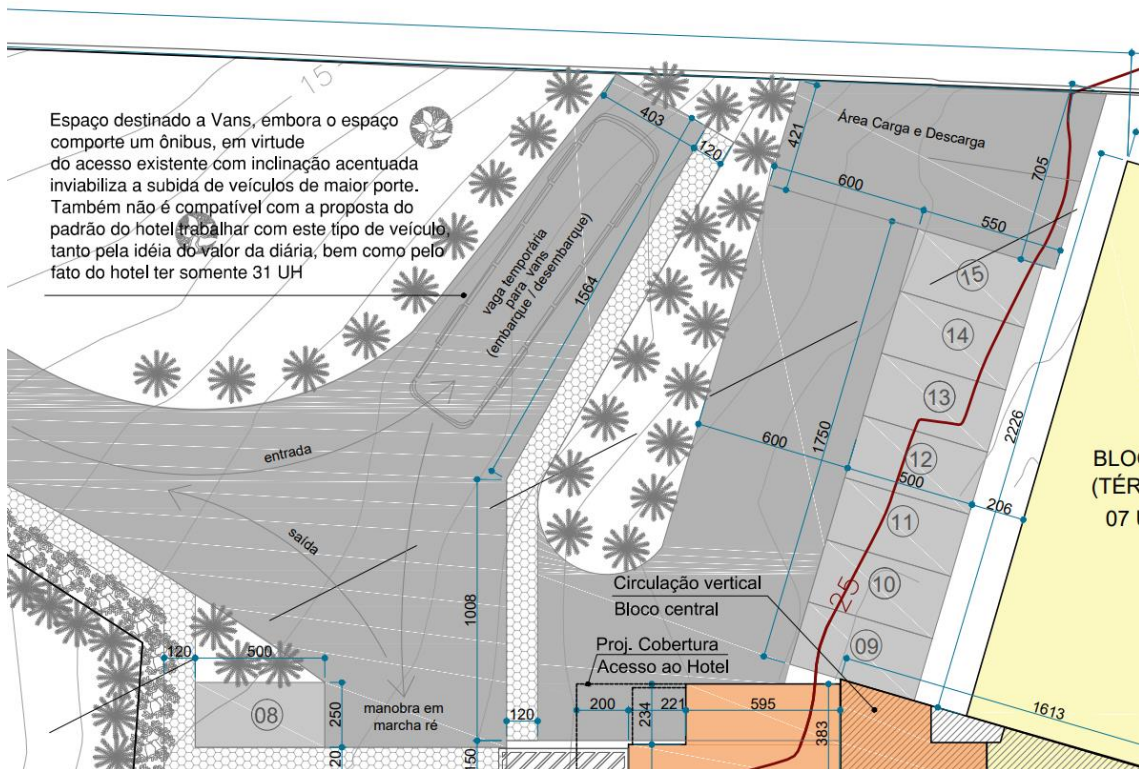 15
Espaço destinado a Vans, embora o espaço
comporte um ônibus, em virtude
do acesso existente com inclinação acentuada
inviabiliza a subida de veículos de maior porte.
Também não é compatível com a proposta do
padrão do hotel trabalhar com este tipo de veículo,
tanto pela idéia do valor da diária, bem como pelo
fato do hotel ter somente 31 UH
403
120
421
Área Carga e Descarga
705
600
550
vaga temporária
para vans
(embarque / desembarque)
1564
15
14
13
12
11
10
09
600
1750
500
2226
206
BLOC
(TÉR
07 U
entrada
saída
1008
25
Circulação vertical
Bloco central
Proj. Cobertura
Acesso ao Hotel
120
500
08
250
20
manobra em
marcha ré
120
150
200
234
221
595
383
1613